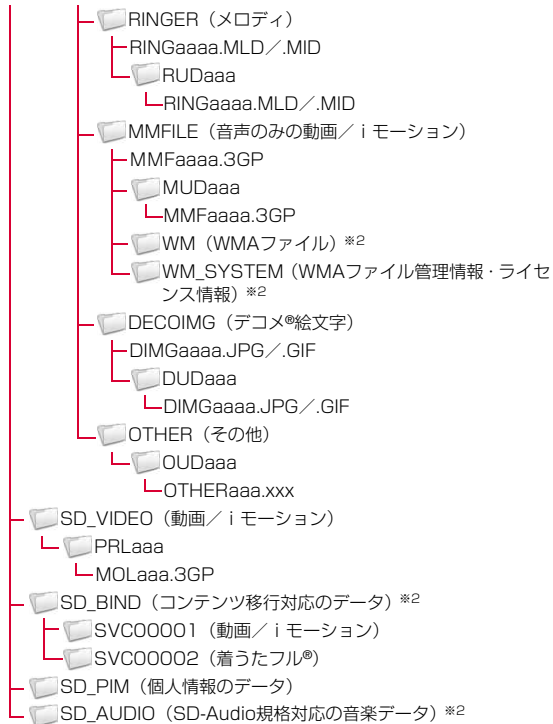 RINGER（メロディ）
RINGaaaa.MLD／.MID
RUDaaa
RINGaaaa.MLD／.MID
MMFILE（音声のみの動画／ｉモーション）
MMFaaaa.3GP
MUDaaa
MMFaaaa.3GP
WM（WMAファイル）※2
WM_SYSTEM（WMAファイル管理情報・ライセ
ンス情報）※2
DECOIMG（デコメ®絵文字）
DIMGaaaa.JPG／.GIF
DUDaaa
DIMGaaaa.JPG／.GIF
OTHER（その他）
OUDaaa
OTHERaaa.xxx
SD_VIDEO（動画／ｉモーション）
PRLaaa
MOLaaa.3GP
SD_BIND（コンテンツ移行対応のデータ）※2
SVC00001（動画／ｉモーション）
SVC00002（着うたフル®）
SD_PIM（個人情報のデータ）
SD_AUDIO（SD-Audio規格対応の音楽データ）※2